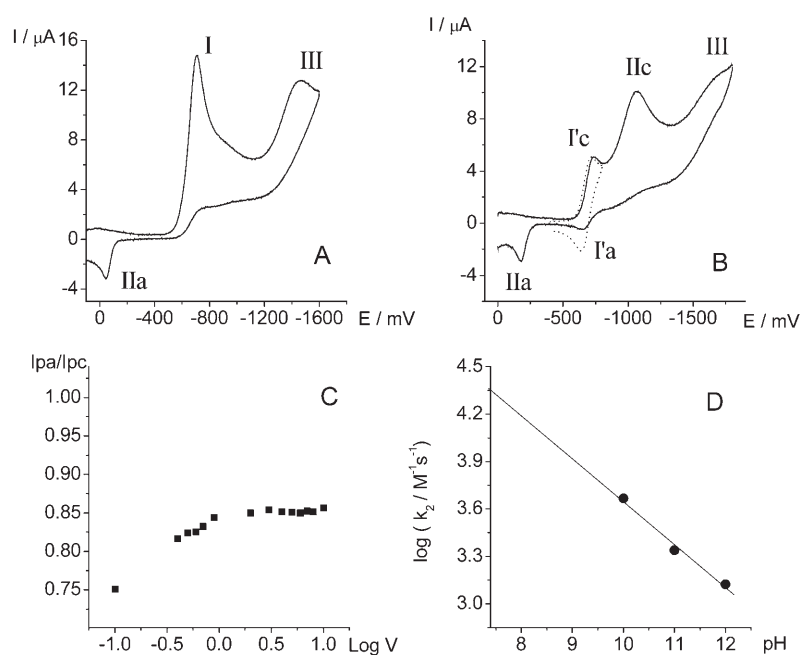 I / μA
16
12
8
4
0
-4
I
III
IIa
A
0 -400 -800 -1200 -1600
E / mV
I / μA
12
8
4
0
-4
I'c
IIc
III
I'a
IIa
B
0 -500 -1000 -1500
E / mV
Ipa/Ipc
1.00
0.95
0.90
0.85
0.80
0.75
C
-1.0 -0.5 0.0 0.5 1.0
Log V
log ( k2 / M-1s-1)
4.5
4.2
3.9
3.6
3.3
3.0
D
8 9 10 11 12
pH